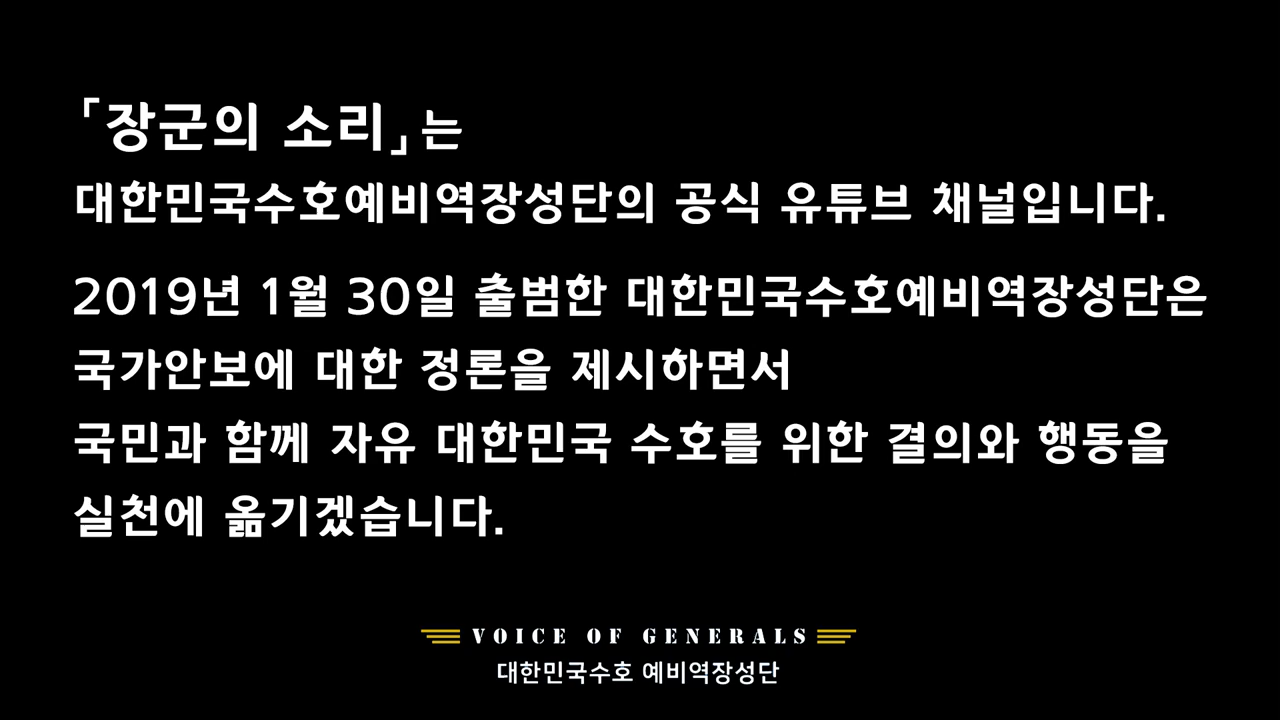 「장군의 소리」는
대한민국수호예비역장성단의 공식 유튜브 채널입니다.
2019년 1월 30일 출범한 대한민국수호예비역장성단은
국가안보에 대한 정론을 제시하면서
국민과 함께 자유 대한민국 수호를 위한 결의와 행동을
실천에 옮기겠습니다.
VOICE OF GENERALS
대한민국수호 예비역장성단